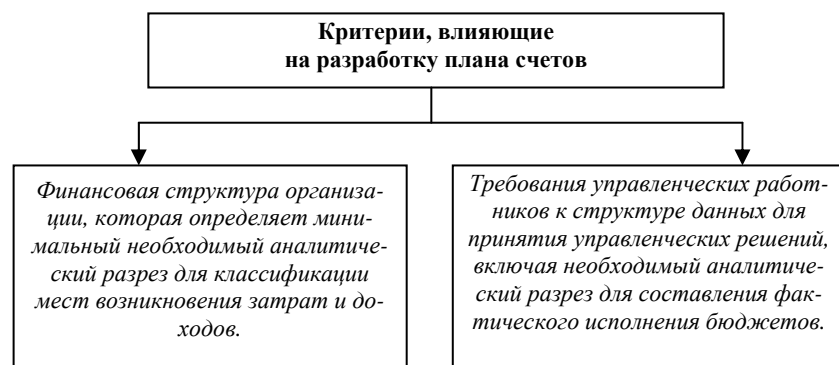 Критерии, влияющие
на разработку плана счетов
Финансовая структура организа-
ции, которая определяет мини-
мальный необходимый аналитиче-
ский разрез для классификации
мест возникновения затрат и до-
ходов.
Требования управленческих работ-
ников к структуре данных для
принятия управленческих решений,
включая необходимый аналитиче-
ский разрез для составления фак-
тического исполнения бюджетов.